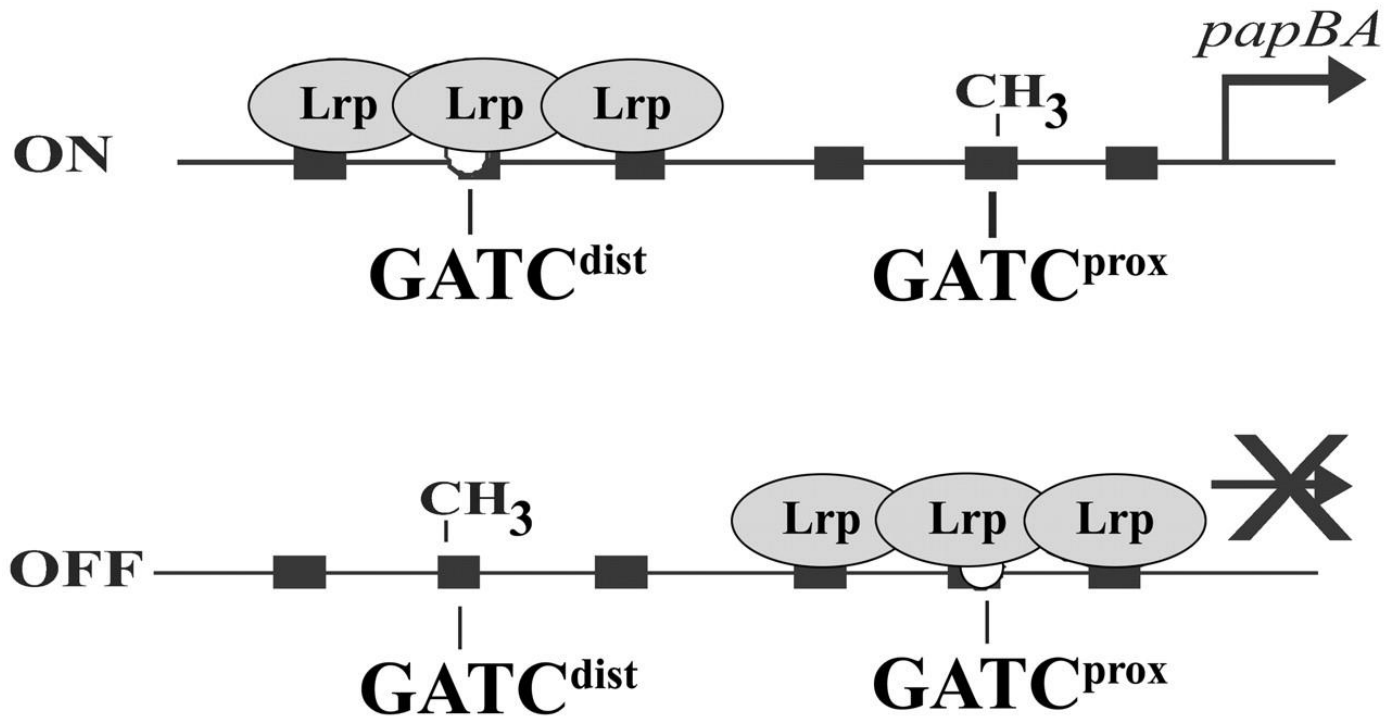 papBA
Lrp Lrp Lrp
CH3
ON
GATCdist
GATCprox
CH3
Lrp Lrp Lrp
OFF
GATCdist
GATCprox